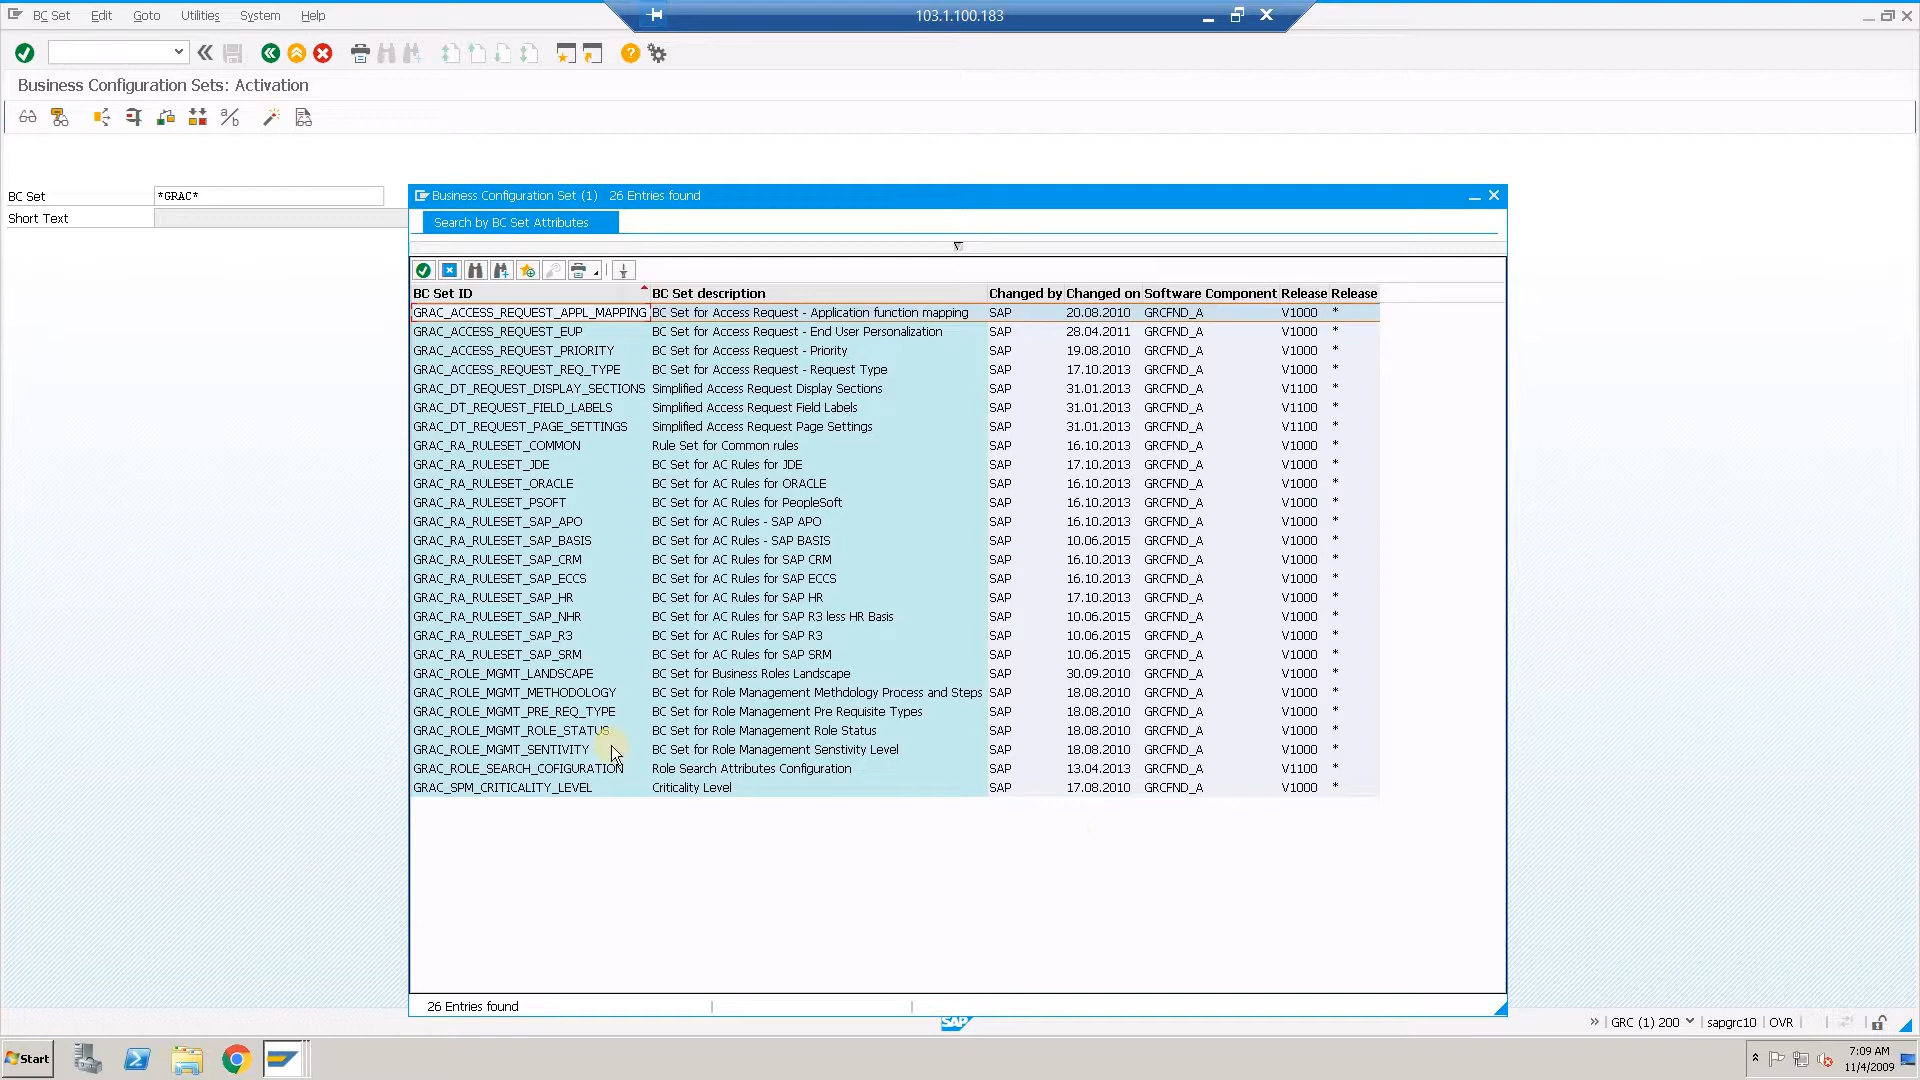 BC Set Edit Goto Utilities System Help
103.1.100.183
Business Configuration Sets: Activation
BC Set *GRAC*
Short Text
Business Configuration Set (1) 26 Entries found
Search by BC Set Attributes
BC Set ID BC Set description Changed by Changed on Software Component Release Release
GRAC_ACCESS_REQUEST_APPL_MAPPING BC Set for Access Request - Application function mapping SAP 20.08.2010 GRCFND_A V1000 *
GRAC_ACCESS_REQUEST_EUP BC Set for Access Request - End User Personalization SAP 28.04.2011 GRCFND_A V1000 *
GRAC_ACCESS_REQUEST_PRIORITY BC Set for Access Request - Priority SAP 19.08.2010 GRCFND_A V1000 *
GRAC_ACCESS_REQUEST_REQ_TYPE BC Set for Access Request - Request Type SAP 17.10.2013 GRCFND_A V1000 *
GRAC_DT_REQUEST_DISPLAY_SECTIONS Simplified Access Request Display Sections SAP 31.01.2013 GRCFND_A V1100 *
GRAC_DT_REQUEST_FIELD_LABELS Simplified Access Request Field Labels SAP 31.01.2013 GRCFND_A V1100 *
GRAC_DT_REQUEST_PAGE_SETTINGS Simplified Access Request Page Settings SAP 31.01.2013 GRCFND_A V1100 *
GRAC_RA_RULESET_COMMON Rule Set for Common rules SAP 16.10.2013 GRCFND_A V1000 *
GRAC_RA_RULESET_JDE BC Set for AC Rules for JDE SAP 17.10.2013 GRCFND_A V1000 *
GRAC_RA_RULESET_ORACLE BC Set for AC Rules for ORACLE SAP 16.10.2013 GRCFND_A V1000 *
GRAC_RA_RULESET_PSOFT BC Set for AC Rules for PeopleSoft SAP 16.10.2013 GRCFND_A V1000 *
GRAC_RA_RULESET_SAP_APO BC Set for AC Rules - SAP APO SAP 16.10.2013 GRCFND_A V1000 *
GRAC_RA_RULESET_SAP_BASIS BC Set for AC Rules - SAP BASIS SAP 10.06.2015 GRCFND_A V1000 *
GRAC_RA_RULESET_SAP_CRM BC Set for AC Rules for SAP CRM SAP 16.10.2013 GRCFND_A V1000 *
GRAC_RA_RULESET_SAP_ECCS BC Set for AC Rules for SAP ECCS SAP 16.10.2013 GRCFND_A V1000 *
GRAC_RA_RULESET_SAP_HR BC Set for AC Rules for SAP HR SAP 17.10.2013 GRCFND_A V1000 *
GRAC_RA_RULESET_SAP_NHR BC Set for AC Rules for SAP R3 less HR Basis SAP 10.06.2015 GRCFND_A V1000 *
GRAC_RA_RULESET_SAP_R3 BC Set for AC Rules for SAP R3 SAP 10.06.2015 GRCFND_A V1000 *
GRAC_RA_RULESET_SAP_SRM BC Set for AC Rules for SAP SRM SAP 10.06.2015 GRCFND_A V1000 *
GRAC_ROLE_MGMT_LANDSCAPE BC Set for Business Roles Landscape SAP 30.09.2010 GRCFND_A V1000 *
GRAC_ROLE_MGMT_METHODOLOGY BC Set for Role Management Methdology Process and Steps SAP 18.08.2010 GRCFND_A V1000 *
GRAC_ROLE_MGMT_PRE_REQ_TYPE BC Set for Role Management Pre Requisite Types SAP 18.08.2010 GRCFND_A V1000 *
GRAC_ROLE_MGMT_ROLE_STATUS BC Set for Role Management Role Status SAP 18.08.2010 GRCFND_A V1000 *
GRAC_ROLE_MGMT_SENTIVITY BC Set for Role Management Senstivity Level SAP 18.08.2010 GRCFND_A V1000 *
GRAC_ROLE_SEARCH_COFIGURATION Role Search Attributes Configuration SAP 13.04.2013 GRCFND_A V1100 *
GRAC_SPM_CRITICALITY_LEVEL Criticality Level SAP 17.08.2010 GRCFND_A V1000 *
26 Entries found
SAP
GRC (1) 200 sapgrc10 OVR
Start
7:09 AM
11/4/2009